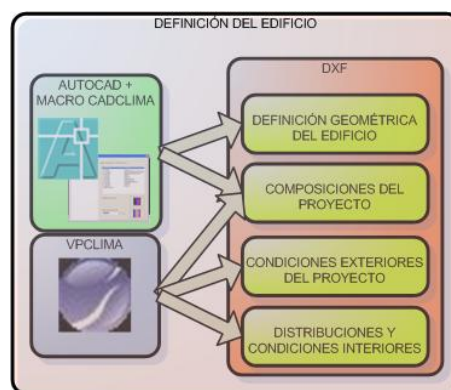 DEFINICIÓN DEL EDIFICIO
AUTOCAD +
MACRO CADCLIMA
VPCLIMA
DXF
DEFINICIÓN GEOMÉTRICA
DEL EDIFICIO
COMPOSICIONES DEL
PROYECTO
CONDICIONES EXTERIORES
DEL PROYECTO
DISTRIBUCIONES Y
CONDICIONES INTERIORES